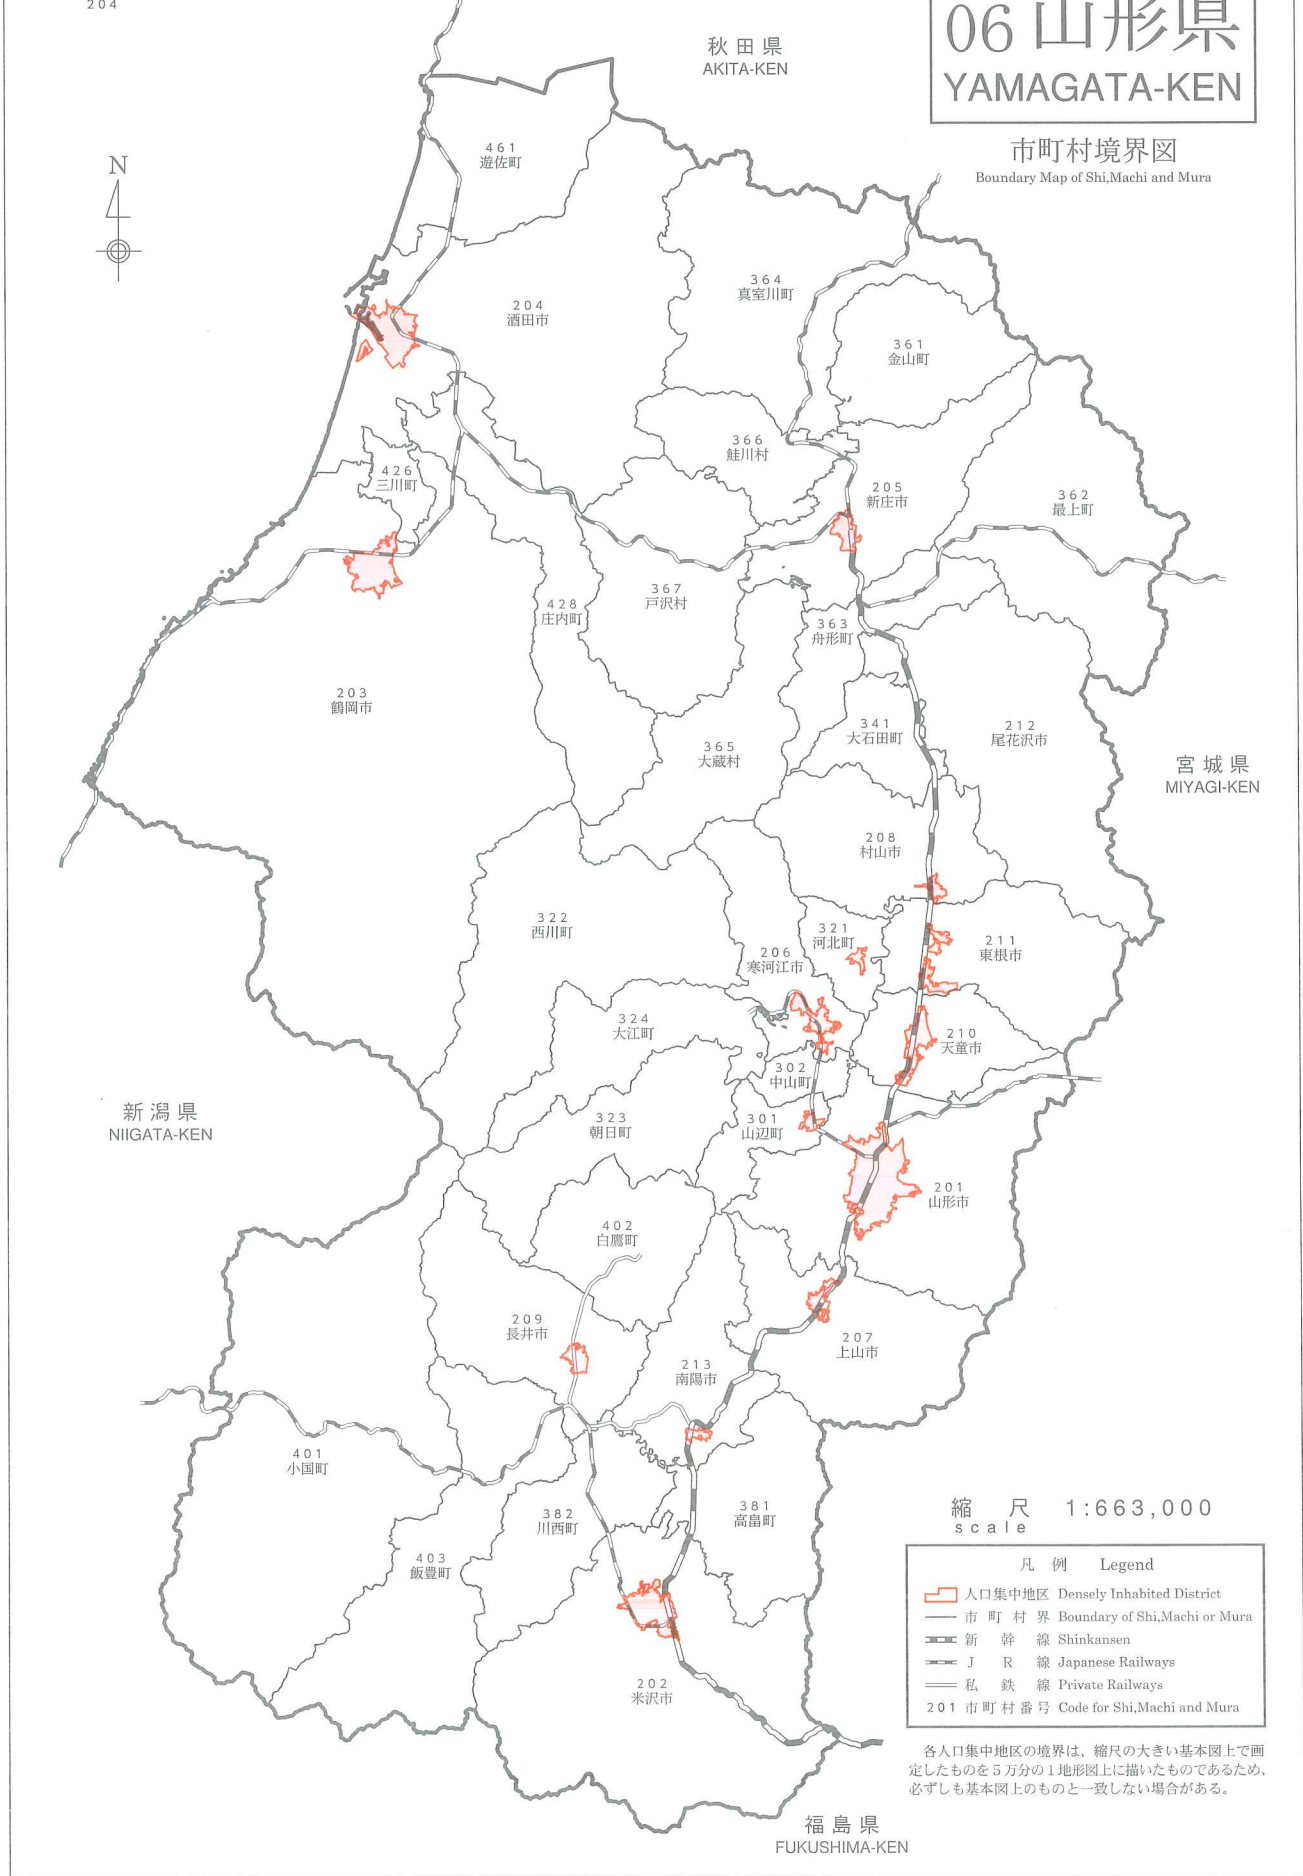 204
06 山形県
YAMAGATA-KEN
市町村境界図
Boundary Map of Shi,Machi and Mura
秋田県
AKITA-KEN
N
461
遊佐町
364
真室川町
204
酒田市
361
金山町
366
鮭川村
426
三川町
205
新庄市
362
最上町
367
戸沢村
428
庄内町
363
舟形町
203
鶴岡市
341
大石田町
212
尾花沢市
365
大蔵村
宮城県
MIYAGI-KEN
208
村山市
322
西川町
321
河北町
211
東根市
206
寒河江市
324
大江町
210
天童市
302
中山町
新潟県
NIIGATA-KEN
323
朝日町
301
山辺町
201
山形市
402
白鷹町
209
長井市
207
上山市
213
南陽市
401
小国町
381
高畠町
382
川西町
403
飯豊町
202
米沢市
縮尺 1:663,000
scale
凡例 Legend
人口集中地区 Densely Inhabited District
市町村界 Boundary of Shi,Machi or Mura
新幹線 Shinkansen
JR線 Japanese Railways
私鉄線 Private Railways
201 市町村番号 Code for Shi,Machi and Mura
各人口集中地区の境界は、縮尺の大きい基本図上で画
定したものを5万分の1地形図上に描いたものであるため、
必ずしも基本図上のものと一致しない場合がある。
福島県
FUKUSHIMA-KEN